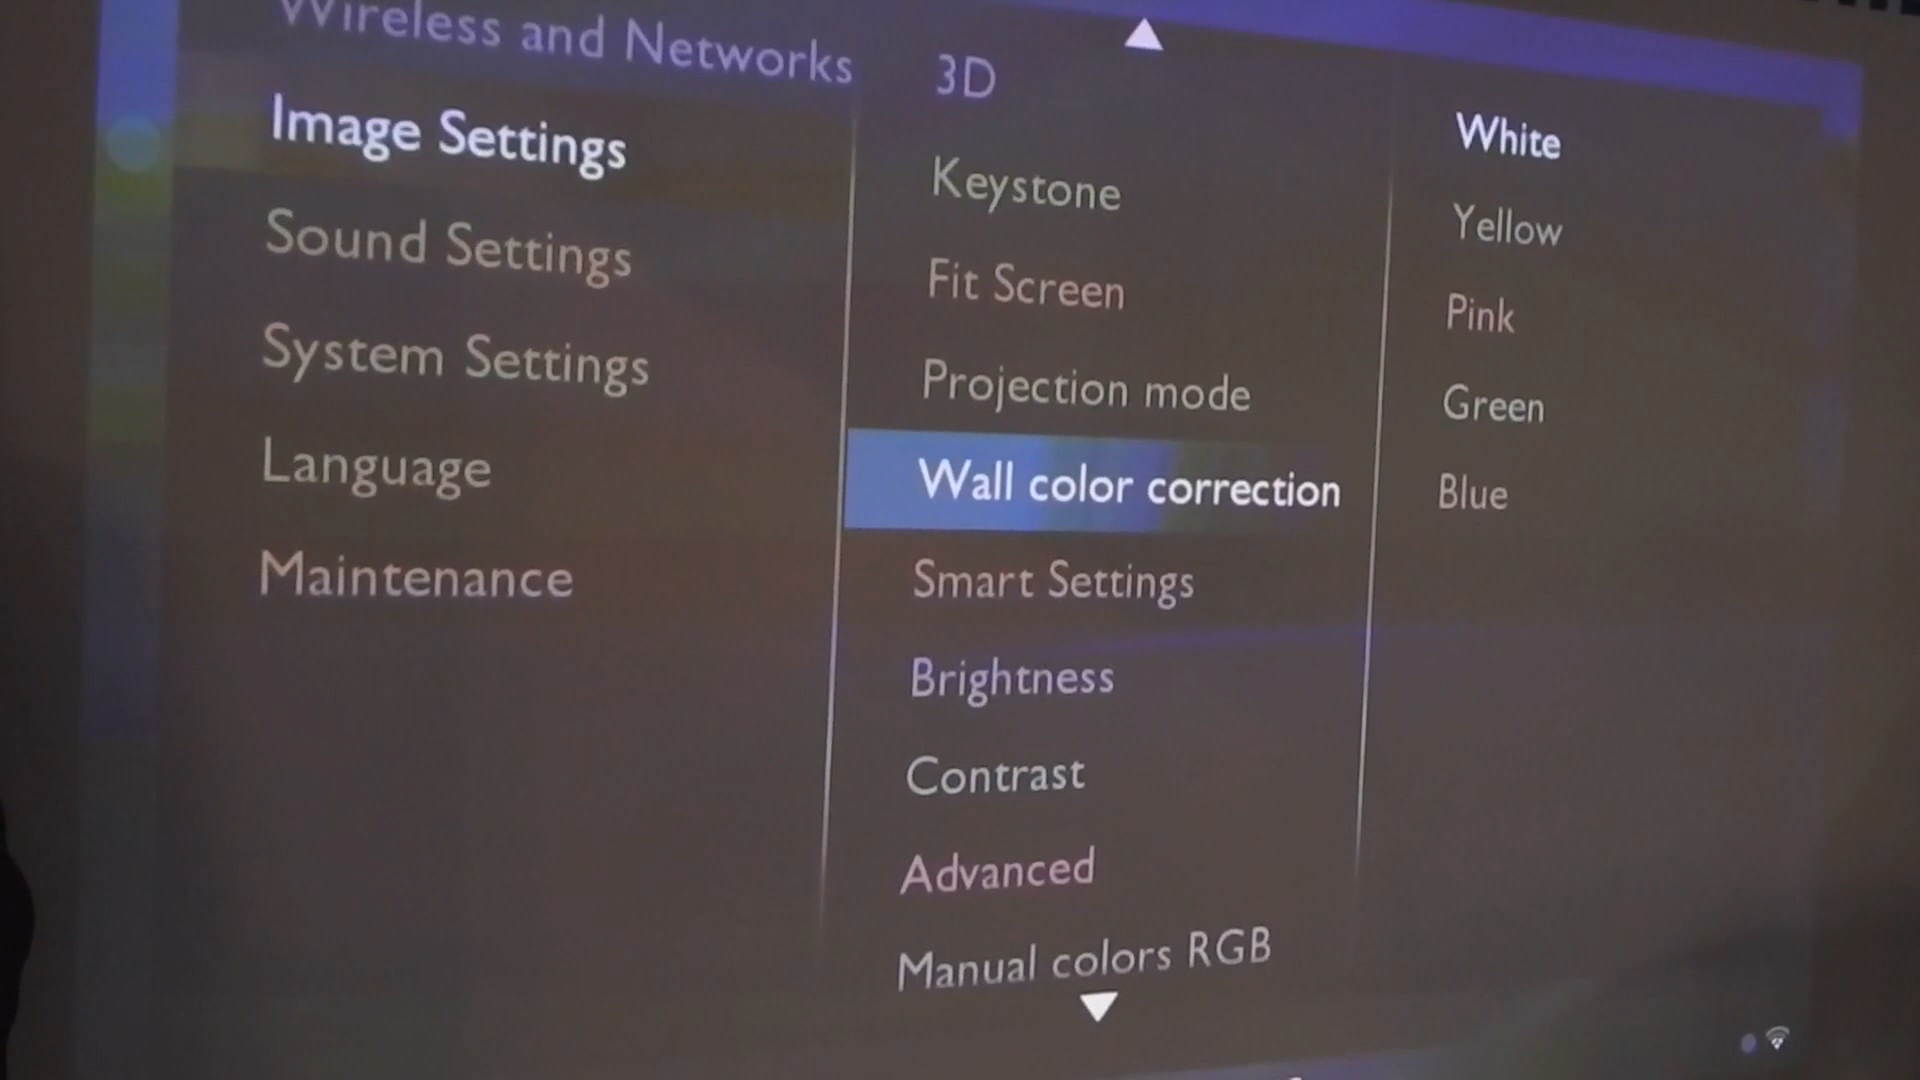 Wireless and Networks
Image Settings
Sound Settings
System Settings
Language
Maintenance
3D
Keystone
Fit Screen
Projection mode
Wall color correction
Smart Settings
Brightness
Contrast
Advanced
Manual colors RGB
White
Yellow
Pink
Green
Blue